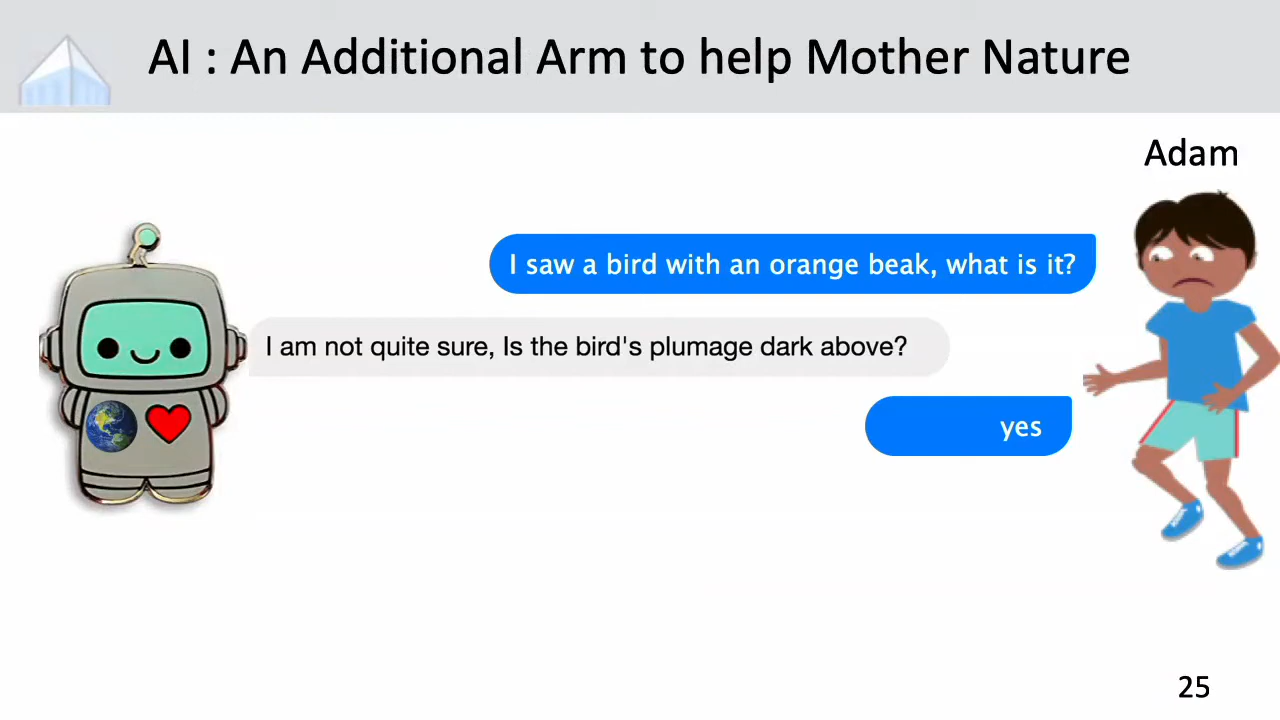 AI : An Additional Arm to help Mother Nature
Adam
I saw a bird with an orange beak, what is it?
I am not quite sure, Is the bird's plumage dark above?
yes
25